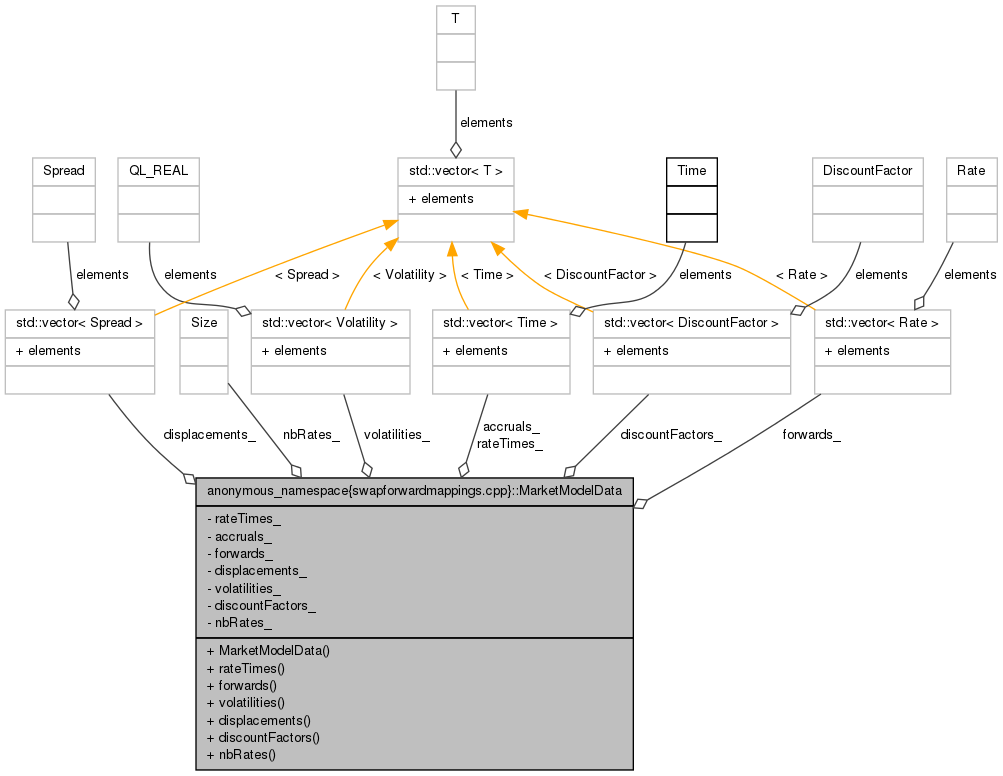 T
elements
Spread
QL_REAL
std::vector< T >
+ elements
Time
DiscountFactor
Rate
elements
elements
< Spread >
< Volatility >
< Time >
< DiscountFactor >
elements
< Rate >
elements
elements
std::vector< Spread >
+ elements
Size
std::vector< Volatility >
+ elements
std::vector< Time >
+ elements
std::vector< DiscountFactor >
+ elements
std::vector< Rate >
+ elements
displacements_
nbRates_
volatilities_
accruals_
rateTimes_
discountFactors_
forwards_
anonymous_namespace{swapforwardmappings.cpp}::MarketModelData
- rateTimes_
- accruals_
- forwards_
- displacements_
- volatilities_
- discountFactors_
- nbRates_
+ MarketModelData()
+ rateTimes()
+ forwards()
+ volatilities()
+ displacements()
+ discountFactors()
+ nbRates()